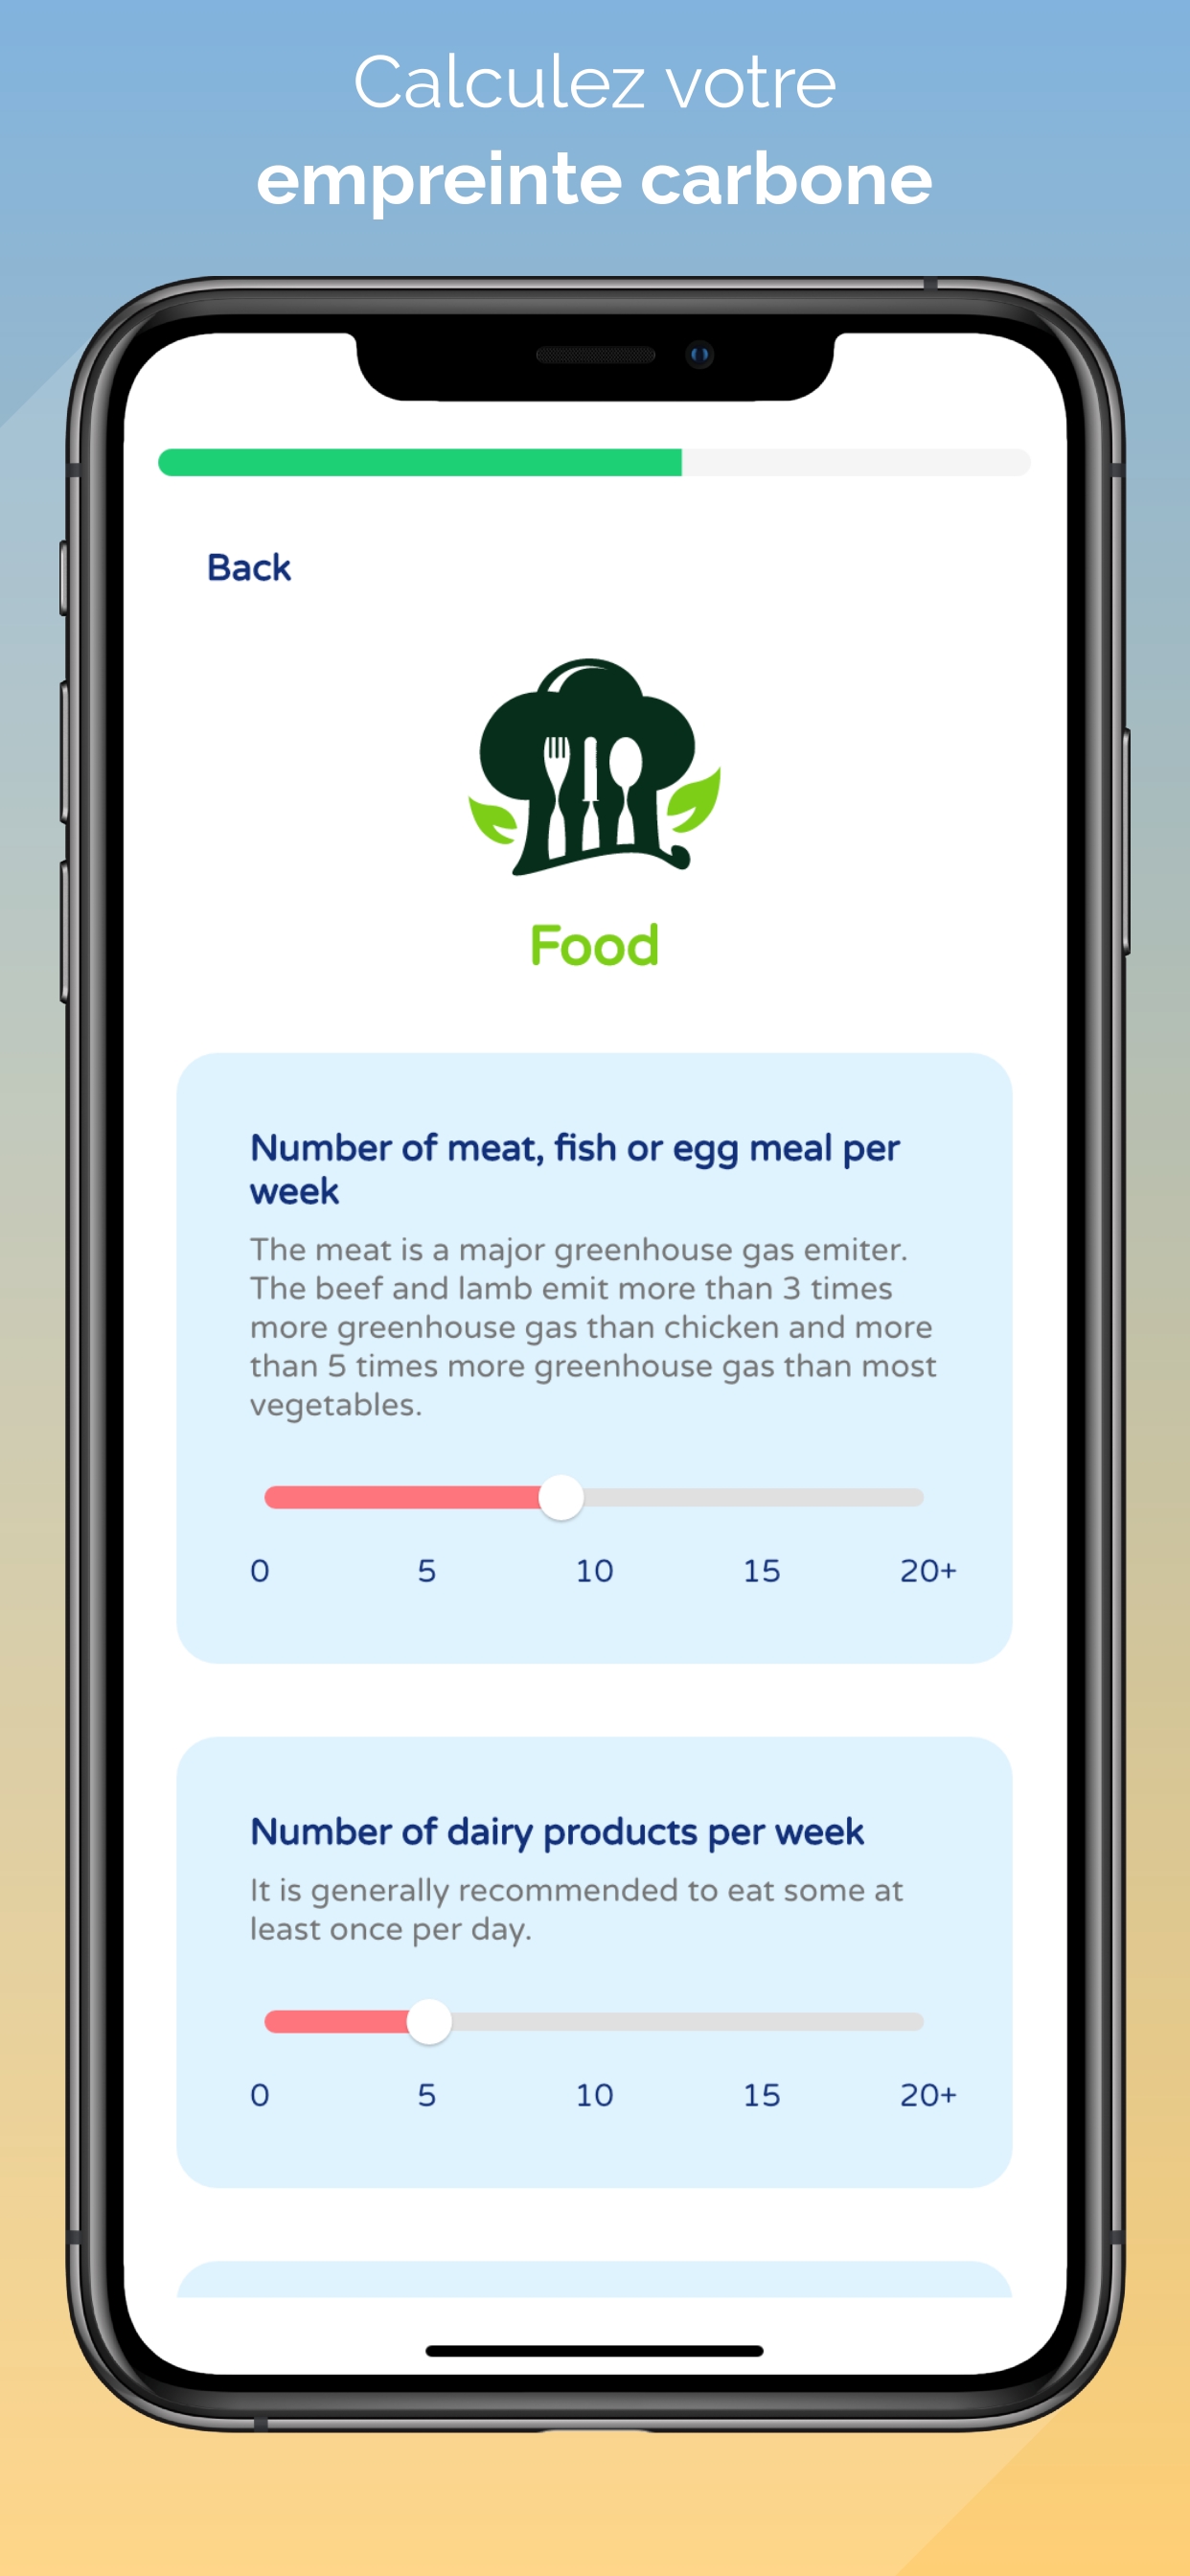 Calculez votre
empreinte carbone
Back
Food
Number of meat, fish or egg meal per
week
The meat is a major greenhouse gas emiter.
The beef and lamb emit more than 3 times
more greenhouse gas than chicken and more
than 5 times more greenhouse gas than most
vegetables.
0 5 10 15 20+
Number of dairy products per week
It is generally recommended to eat some at
least once per day.
0 5 10 15 20+